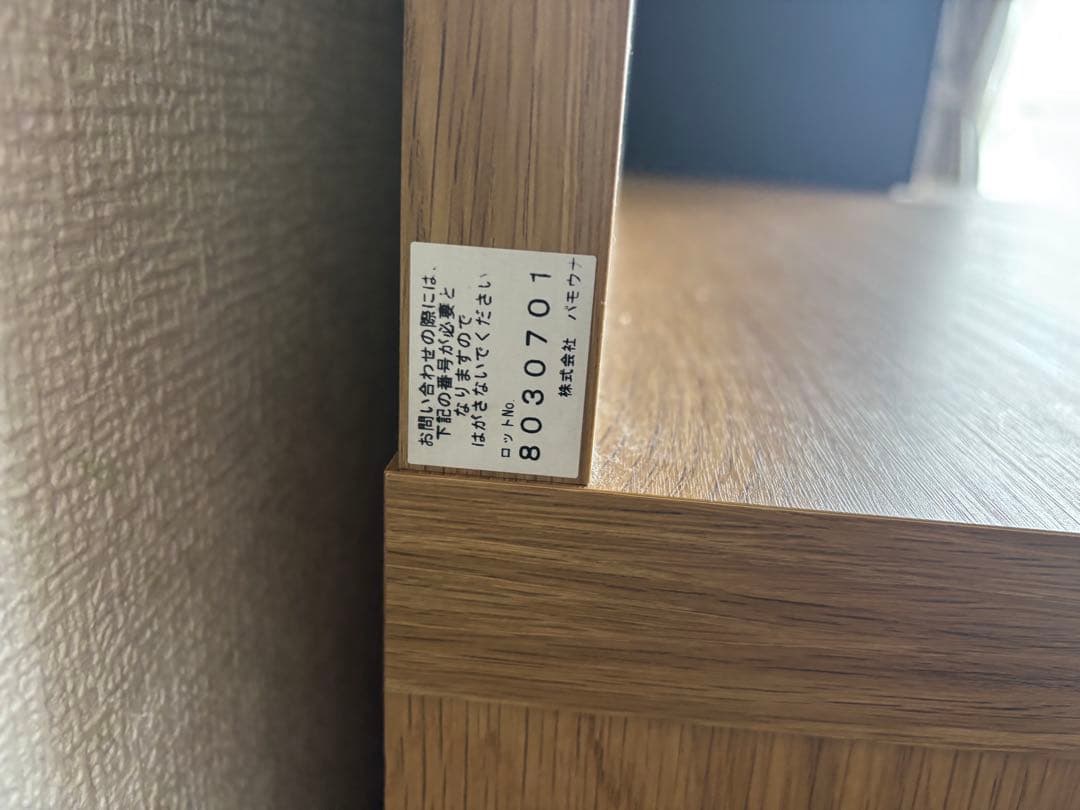 お問い合わせの際には、
下記の番号が必要と
なりますので
はがさないでください
ロットNo.
8030701
株式会社 パモウナ